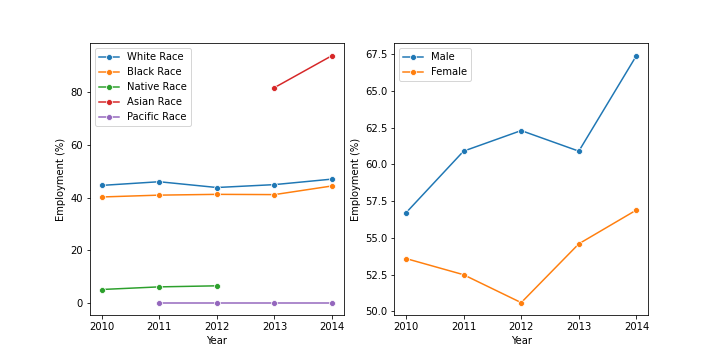 White Race
Black Race
Native Race
Asian Race
Pacific Race
80
60
40
20
0
Employment (%)
2010 2011 2012 2013 2014
Year
Male
Female
67.5
65.0
62.5
60.0
57.5
55.0
52.5
50.0
Employment (%)
2010 2011 2012 2013 2014
Year